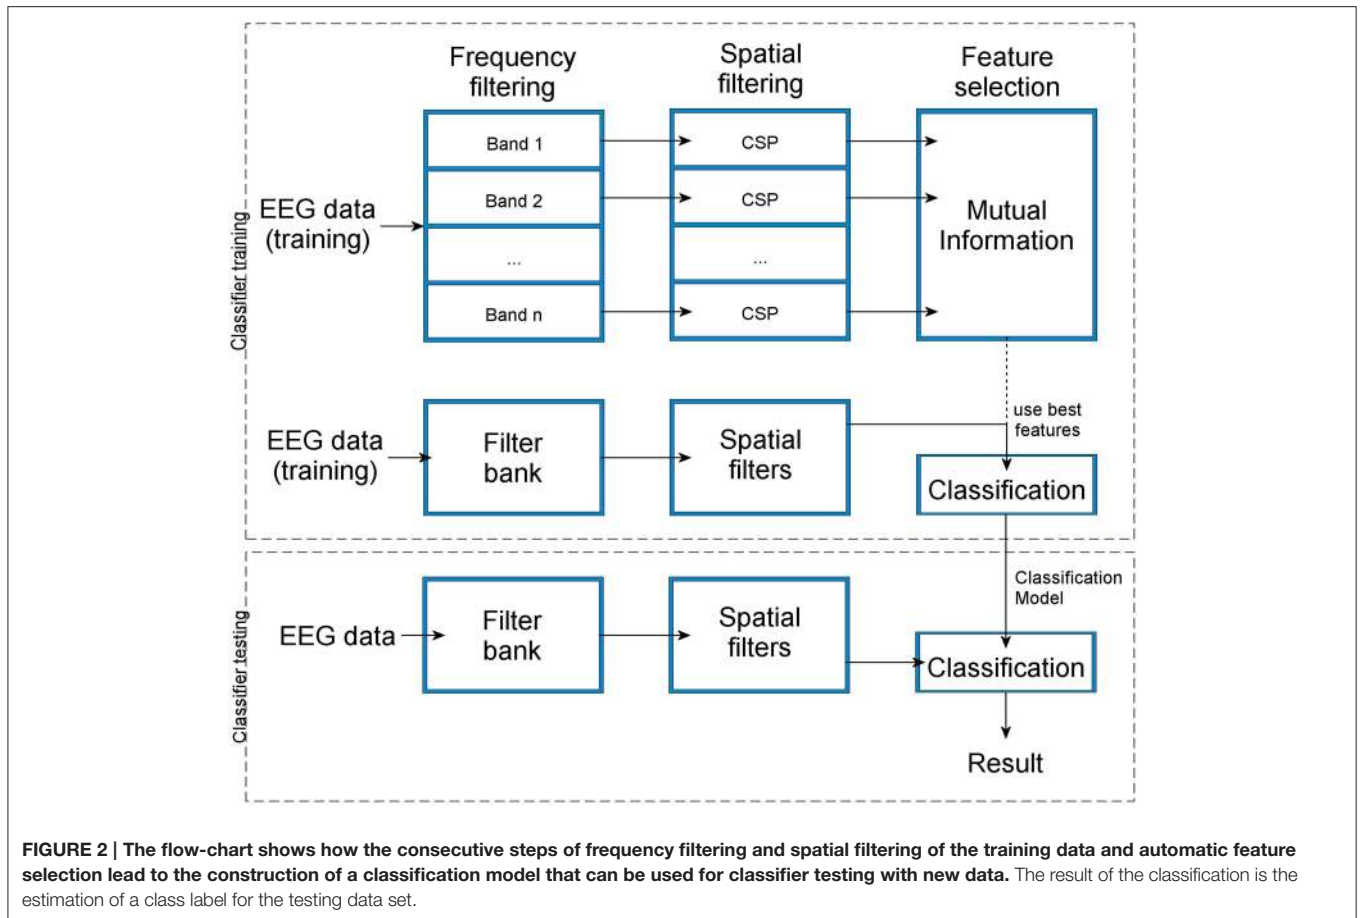 Frequency
filtering
Spatial
filtering
Feature
selection
Classifier training
EEG data
(training)
Band 1
Band 2
...
Band n
CSP
CSP
...
CSP
Mutual
Information
use best
features
EEG data
(training)
Filter
bank
Spatial
filters
Classification
Classification
Model
Classifier testing
EEG data
Filter
bank
Spatial
filters
Classification
Result
FIGURE 2 | The flow-chart shows how the consecutive steps of frequency filtering and spatial filtering of the training data and automatic feature
selection lead to the construction of a classification model that can be used for classifier testing with new data. The result of the classification is the
estimation of a class label for the testing data set.